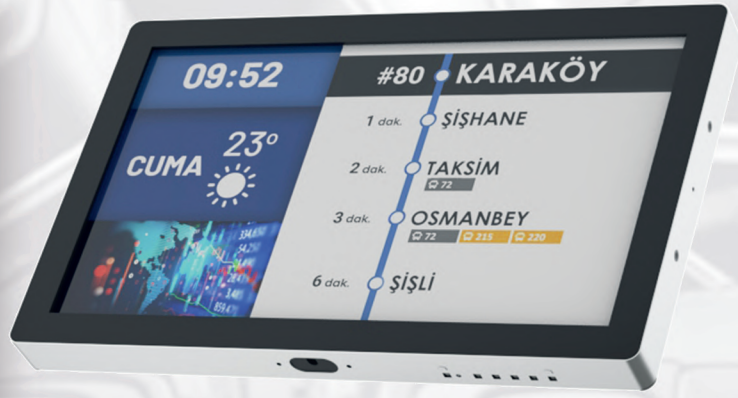 09:52
CUMA 23°
#80 KARAKÖY
1 dak. ŞİŞHANE
2 dak. TAKSİM
72
3 dak. OSMANBEY
72 215 220
6 dak. ŞİŞLİ